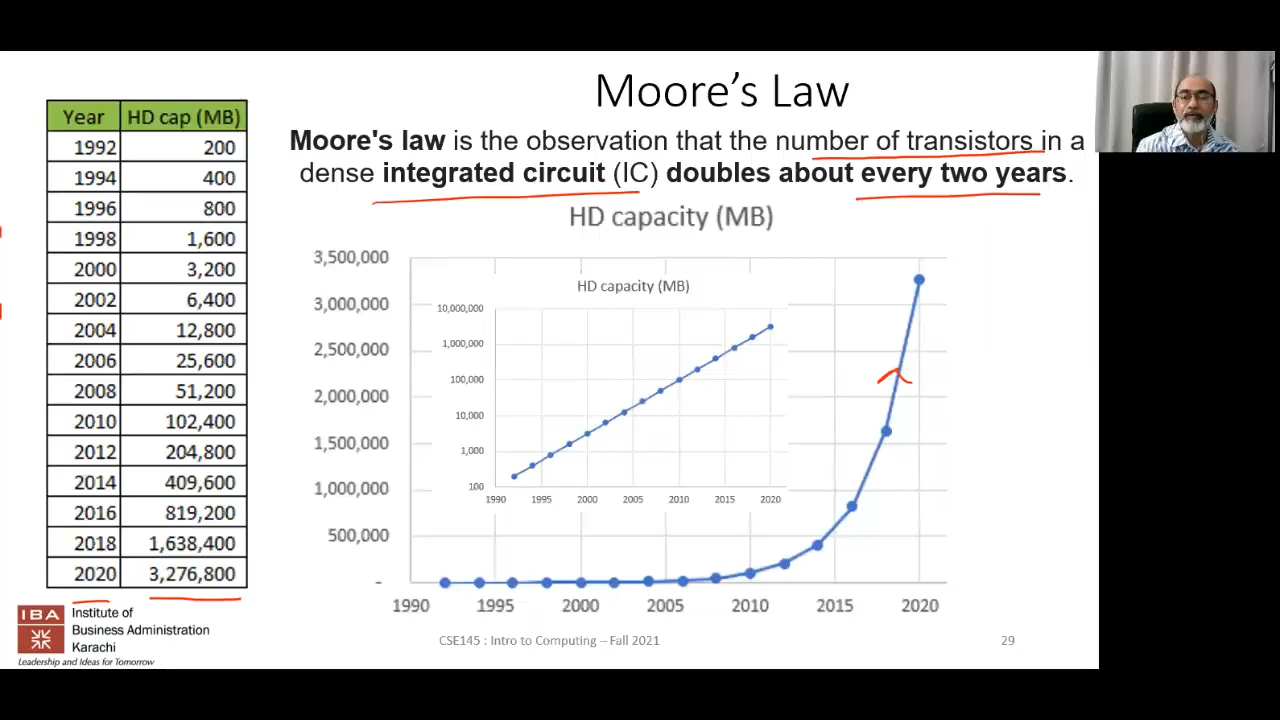 Moore's Law
Moore's law is the observation that the number of transistors in a
dense integrated circuit (IC) doubles about every two years.
Year HD cap (MB)
1992 200
1994 400
1996 800
1998 1,600
2000 3,200
2002 6,400
2004 12,800
2006 25,600
2008 51,200
2010 102,400
2012 204,800
2014 409,600
2016 819,200
2018 1,638,400
2020 3,276,800
HD capacity (MB)
3,500,000
3,000,000
2,500,000
2,000,000
1,500,000
1,000,000
500,000
-
1990 1995 2000 2005 2010 2015 2020
HD capacity (MB)
10,000,000
1,000,000
100,000
10,000
1,000
100
1990 1995 2000 2005 2010 2015 2020
IBA
Institute of
Business Administration
Karachi
Leadership and Ideas for Tomorrow
CSE145 : Intro to Computing – Fall 2021
29